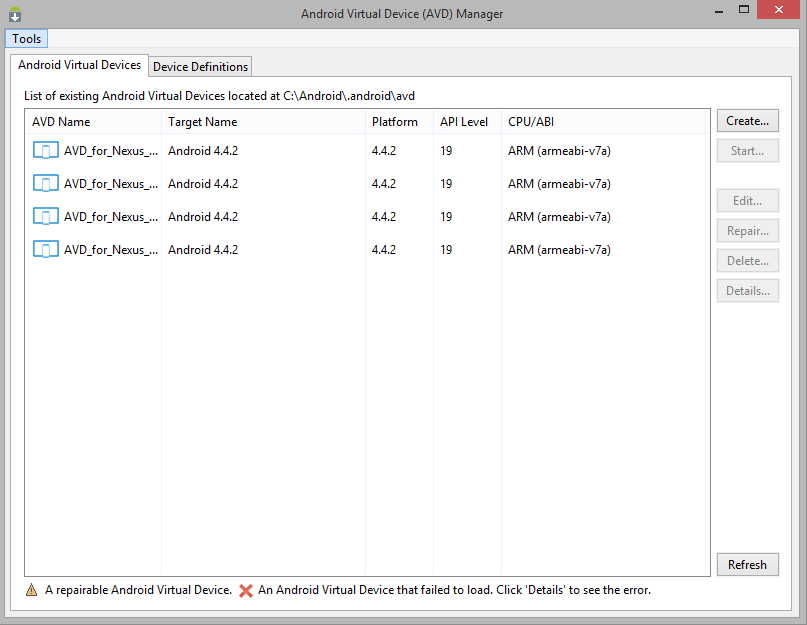 Android Virtual Device (AVD) Manager
Tools
Android Virtual Devices Device Definitions
List of existing Android Virtual Devices located at C:\Android\.android\avd
AVD Name Target Name Platform API Level CPU/ABI
AVD_for_Nexus_... Android 4.4.2 4.4.2 19 ARM (armeabi-v7a)
AVD_for_Nexus_... Android 4.4.2 4.4.2 19 ARM (armeabi-v7a)
AVD_for_Nexus_... Android 4.4.2 4.4.2 19 ARM (armeabi-v7a)
AVD_for_Nexus_... Android 4.4.2 4.4.2 19 ARM (armeabi-v7a)
Create...
Start...
Edit...
Repair...
Delete...
Details...
Refresh
A repairable Android Virtual Device. An Android Virtual Device that failed to load. Click 'Details' to see the error.